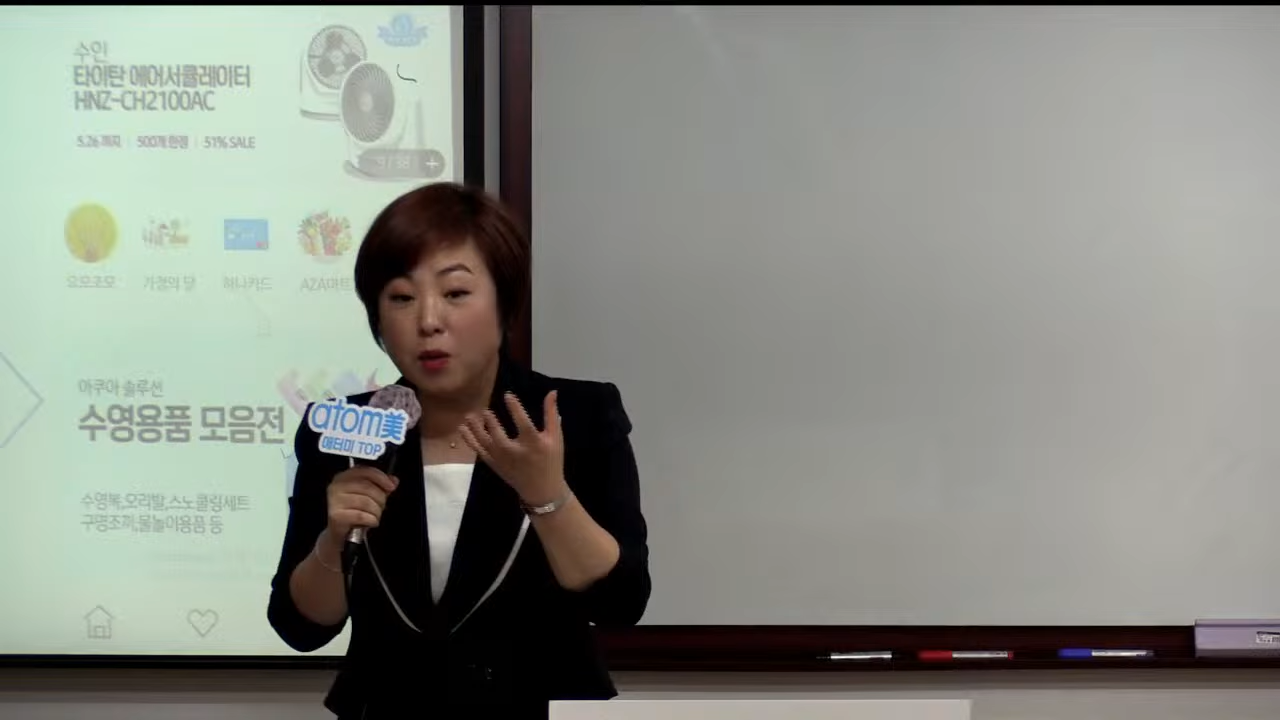 수인
타이탄 에어서큘레이터
HNZ-CH2100AC
5.26 까지 500개 한정 51% SALE
요모조모 가정의 달 하나카드 AZA마트
아쿠아 솔루션
수영용품 모음전
수영복,오리발,스노쿨링세트
구명조끼,물놀이용품 등
atom美
애터미 TOP